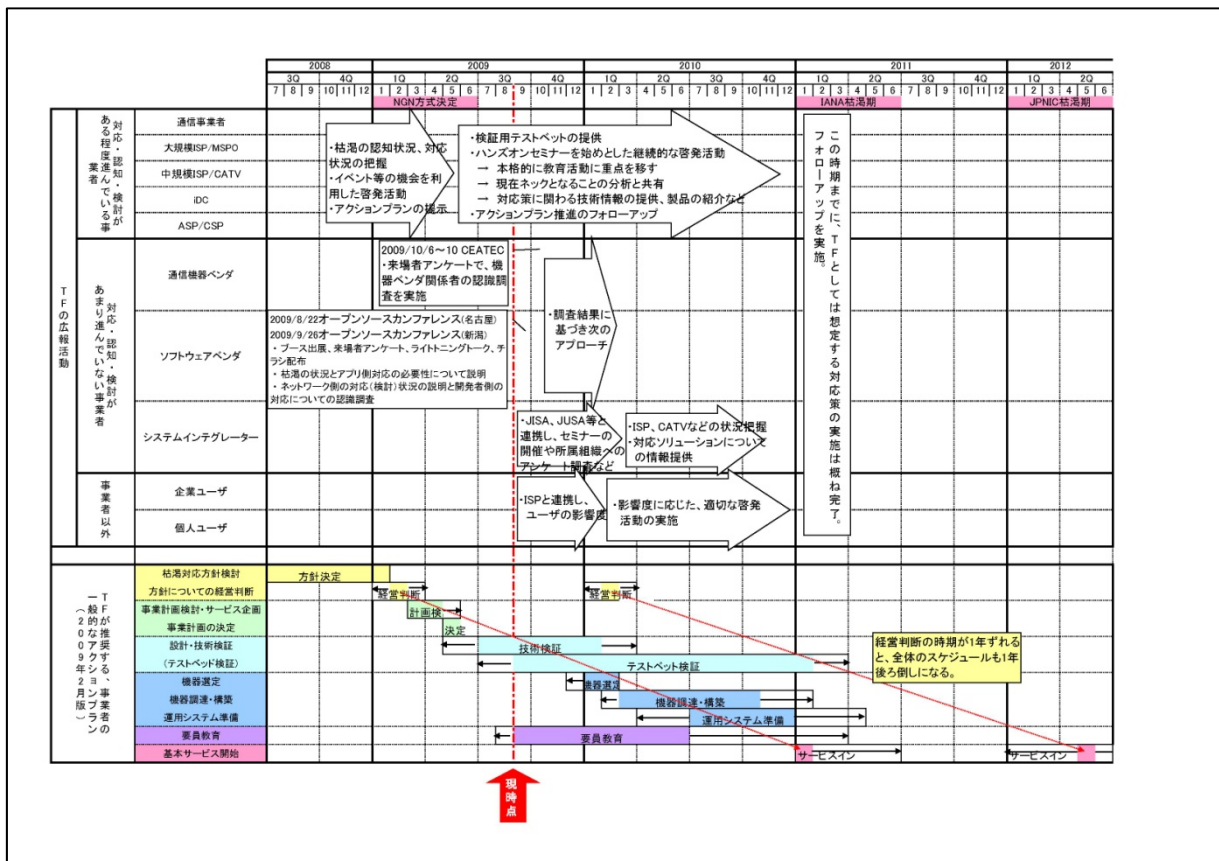 2008 2009 2010 2011 2012
3Q 4Q 1Q 2Q 3Q 4Q 1Q 2Q 3Q 4Q 1Q 2Q 1Q 2Q
7 8 9 10 11 12 1 2 3 4 5 6 7 8 9 10 11 12 1 2 3 4 5 6 7 8 9 10 11 12 1 2 3 4 5 6 1 2 3 4 5 6
NGN方式決定
IANA枯渇期
JPNIC枯渇期
TFの広報活動
対応・認知・検討が
ある程度進んでいる事
業者
通信事業者
大規模ISP/MSPO
中規模ISP/CATV
iDC
ASP/CSP
・枯渇の認知状況、対応
状況の把握
・イベント等の機会を利
用した啓発活動
・アクションプランの提示
・検証用テストベットの提供
・ハンズオンセミナーを始めとした継続的な啓発活動
→ 本格的に教育活動に重点を移す
→ 現在ネックとなることの分析と共有
→ 対応策に関わる技術情報の提供、製品の紹介など
・アクションプラン推進のフォローアップ
この時期までに、TFとしては想定する対応策の実施は概ね完了。
フォローアップを実施。
対応・認知・検討が
あまり進んでいない事業者
通信機器ベンダ
ソフトウェアベンダ
システムインテグレーター
2009/10/6～10 CEATEC
・来場者アンケートで、機
器ベンダ関係者の認識調
査を実施
2009/8/22オープンソースカンファレンス(名古屋)
2009/9/26オープンソースカンファレンス(新潟)
・ブース出展、来場者アンケート、ライトトニングトーク、チ
ラシ配布
・枯渇の状況とアプリ側対応の必要性について説明
・ネットワーク側の対応(検討)状況の説明と開発者側の
対応についての認識調査
・調査結果に
基づき次の
アプローチ
・JISA、JUSA等と
連携し、セミナーの
開催や所属組織への
アンケート調査など
・ISP、CATVなどの状況把握
・対応ソリューションについて
の情報提供
事業者以外
企業ユーザ
個人ユーザ
・ISPと連携し、
ユーザの影響度
・影響度に応じた、適切な啓発
活動の実施
TFが推奨する、事業者の
一般的なアクションプラン
(2009年2月版)
枯渇対応方針検討
方針についての経営判断
事業計画検討・サービス企画
事業計画の決定
設計・技術検証
(テストベッド検証)
機器選定
機器調達・構築
運用システム準備
要員教育
基本サービス開始
方針決定
経営判断
経営判断
計画検
決定
技術検証
テストベット検証
機器選定
機器調達・構築
運用システム準備
要員教育
サービスイン
サービスイン
経営判断の時期が1年ずれる
と、全体のスケジュールも1年
後ろ倒しになる。
現時点